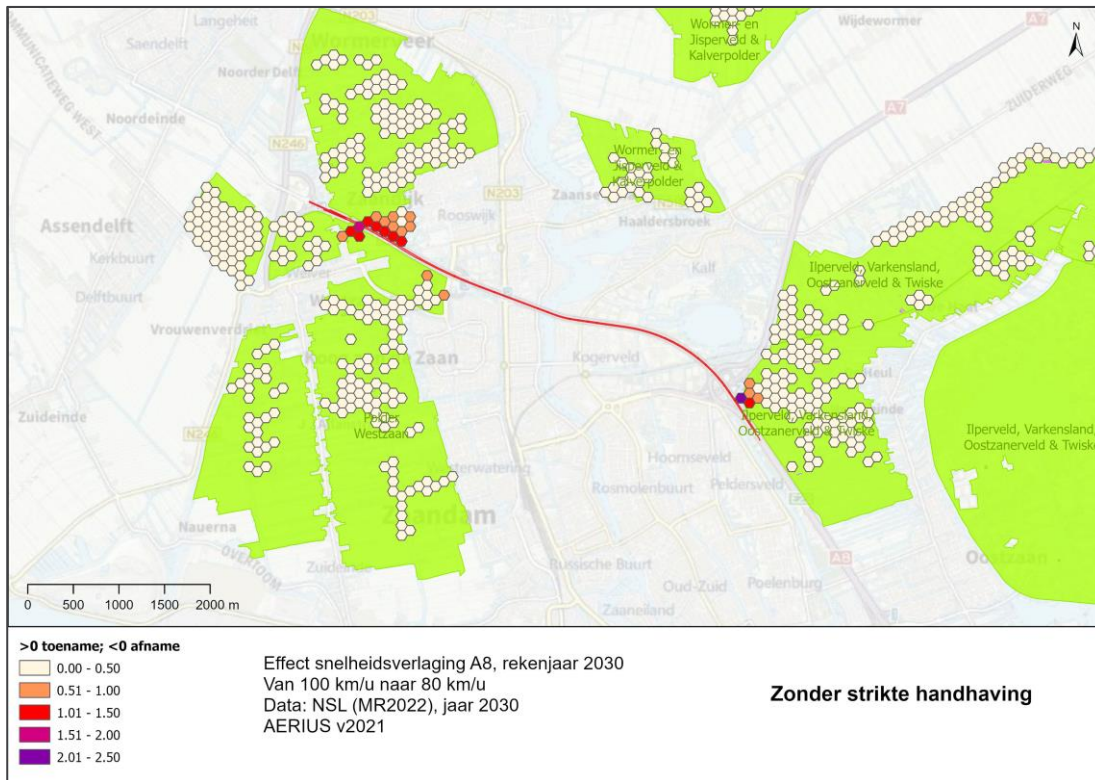 Langeheit
Saendelft
COMMUNICATIEWEG-WEST
Noorder
Noordeinde
N246
N203
Wormerveer
Wormer- en
Jisperveld &
Kalverpolder
Wijdewormer
A7
N
ZUIDERWEG
A7
Wormer- en
Jisperveld &
Kalverpolder
N203
Rooswijk
Haaldersbroek
Assendelft
Kerkbuurt
Delftbuurt
Kalf
Ilperveld, Varkensland,
Oostzanerveld & Twiske
Kogerveld
Zuideinde
Polder
Westzaan
Ilperveld, Varkensland,
Oostzanerveld & Twiske
Ilperveld, Varkensland,
Oostzanerveld & Twiske
Westerwatering
Hoornseveld
Rosmolenbuurt
Peldersveld
Nauerna
Zaandam
OVERTOOM
Zuideinde
Russische Buurt
Oud-Zuid
Poelenburg
A8
Oostzaan
Zaaneiland
0 500 1000 1500 2000 m
>0 toename; <0 afname
0.00 - 0.50
0.51 - 1.00
1.01 - 1.50
1.51 - 2.00
2.01 - 2.50
Effect snelheidsverlaging A8, rekenjaar 2030
Van 100 km/u naar 80 km/u
Data: NSL (MR2022), jaar 2030
AERIUS v2021
Zonder strikte handhaving